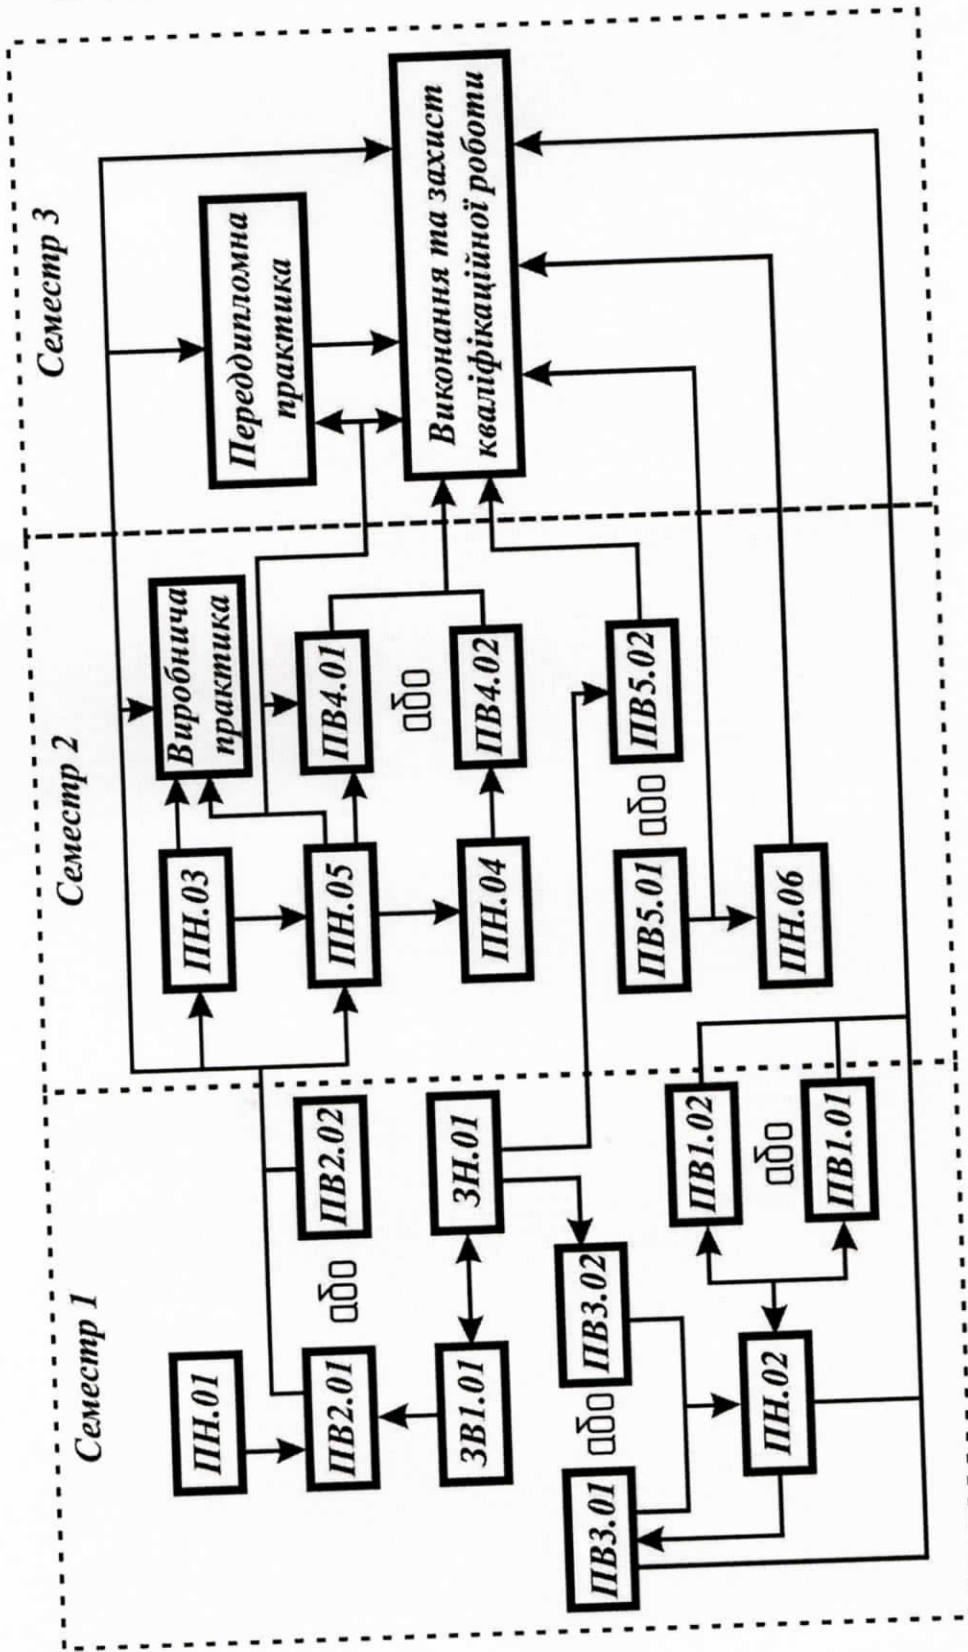 Семестр 1
ПН.01
ПВ2.01
або
ПВ2.02
ЗВ1.01
ЗН.01
ПВ3.01
або
ПВ3.02
ПН.02
ПВ1.02
або
ПВ1.01
Семестр 2
ПН.03
Виробнича
практика
ПН.05
ПВ4.01
або
ПН.04
ПВ4.02
ПВ5.01
або
ПВ5.02
ПН.06
Семестр 3
Переддипломна
практика
Виконання та захист
кваліфікаційної роботи